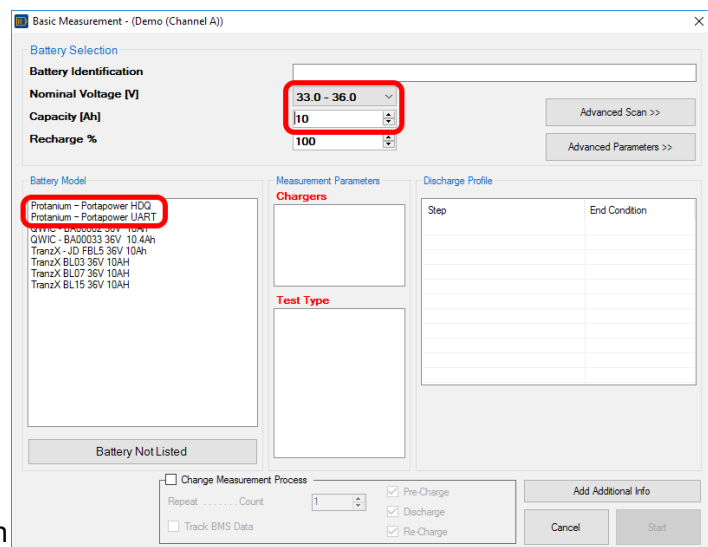 Basic Measurement - (Demo (Channel A))
Battery Selection
Battery Identification
Nominal Voltage [V]
33.0 - 36.0
Capacity [Ah]
10
Advanced Scan >>
Recharge %
100
Advanced Parameters >>
Battery Model
Protanium – Portapower HDQ
Protanium – Portapower UART
QWIC - BA00002 36V 10Ah
QWIC - BA00033 36V 10.4Ah
TranzX - JD FBL5 36V 10Ah
TranzX BL03 36V 10AH
TranzX BL07 36V 10AH
TranzX BL15 36V 10AH
Battery Not Listed
Measurement Parameters
Chargers
Test Type
Discharge Profile
Step End Condition
Change Measurement Process
Repeat . . . . . . . Count 1
Track BMS Data
Pre-Charge
Discharge
Re-Charge
Add Additional Info
Cancel
Start